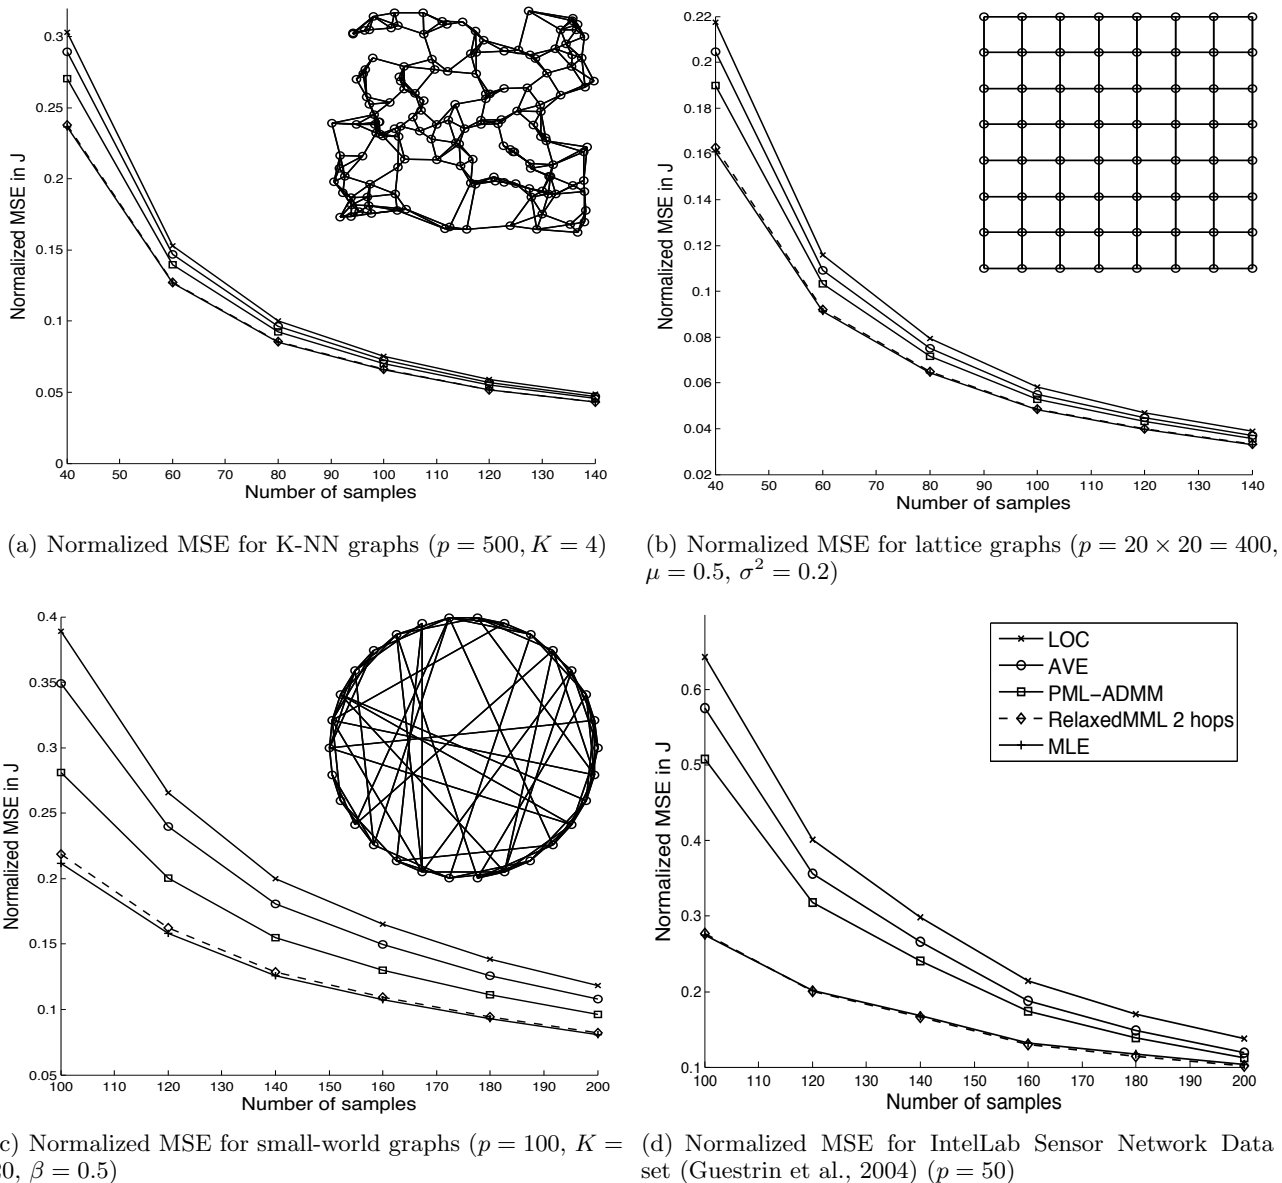 0.3
0.25
0.2
0.15
0.1
0.05
0
Normalized MSE in J
40 50 60 70 80 90 100 110 120 130 140
Number of samples
(a) Normalized MSE for K-NN graphs (p = 500, K = 4)
0.22
0.2
0.18
0.16
0.14
0.12
0.1
0.08
0.06
0.04
0.02
Normalized MSE in J
40 50 60 70 80 90 100 110 120 130 140
Number of samples
(b) Normalized MSE for lattice graphs (p = 20 × 20 = 400,
μ = 0.5, σ² = 0.2)
0.4
0.35
0.3
0.25
0.2
0.15
0.1
0.05
Normalized MSE in J
100 110 120 130 140 150 160 170 180 190 200
Number of samples
c) Normalized MSE for small-world graphs (p = 100, K =
20, β = 0.5)
0.6
0.5
0.4
0.3
0.2
0.1
Normalized MSE in J
LOC
AVE
PML-ADMM
RelaxedMML 2 hops
MLE
100 110 120 130 140 150 160 170 180 190 200
Number of samples
(d) Normalized MSE for IntelLab Sensor Network Data
set (Guestrin et al., 2004) (p = 50)